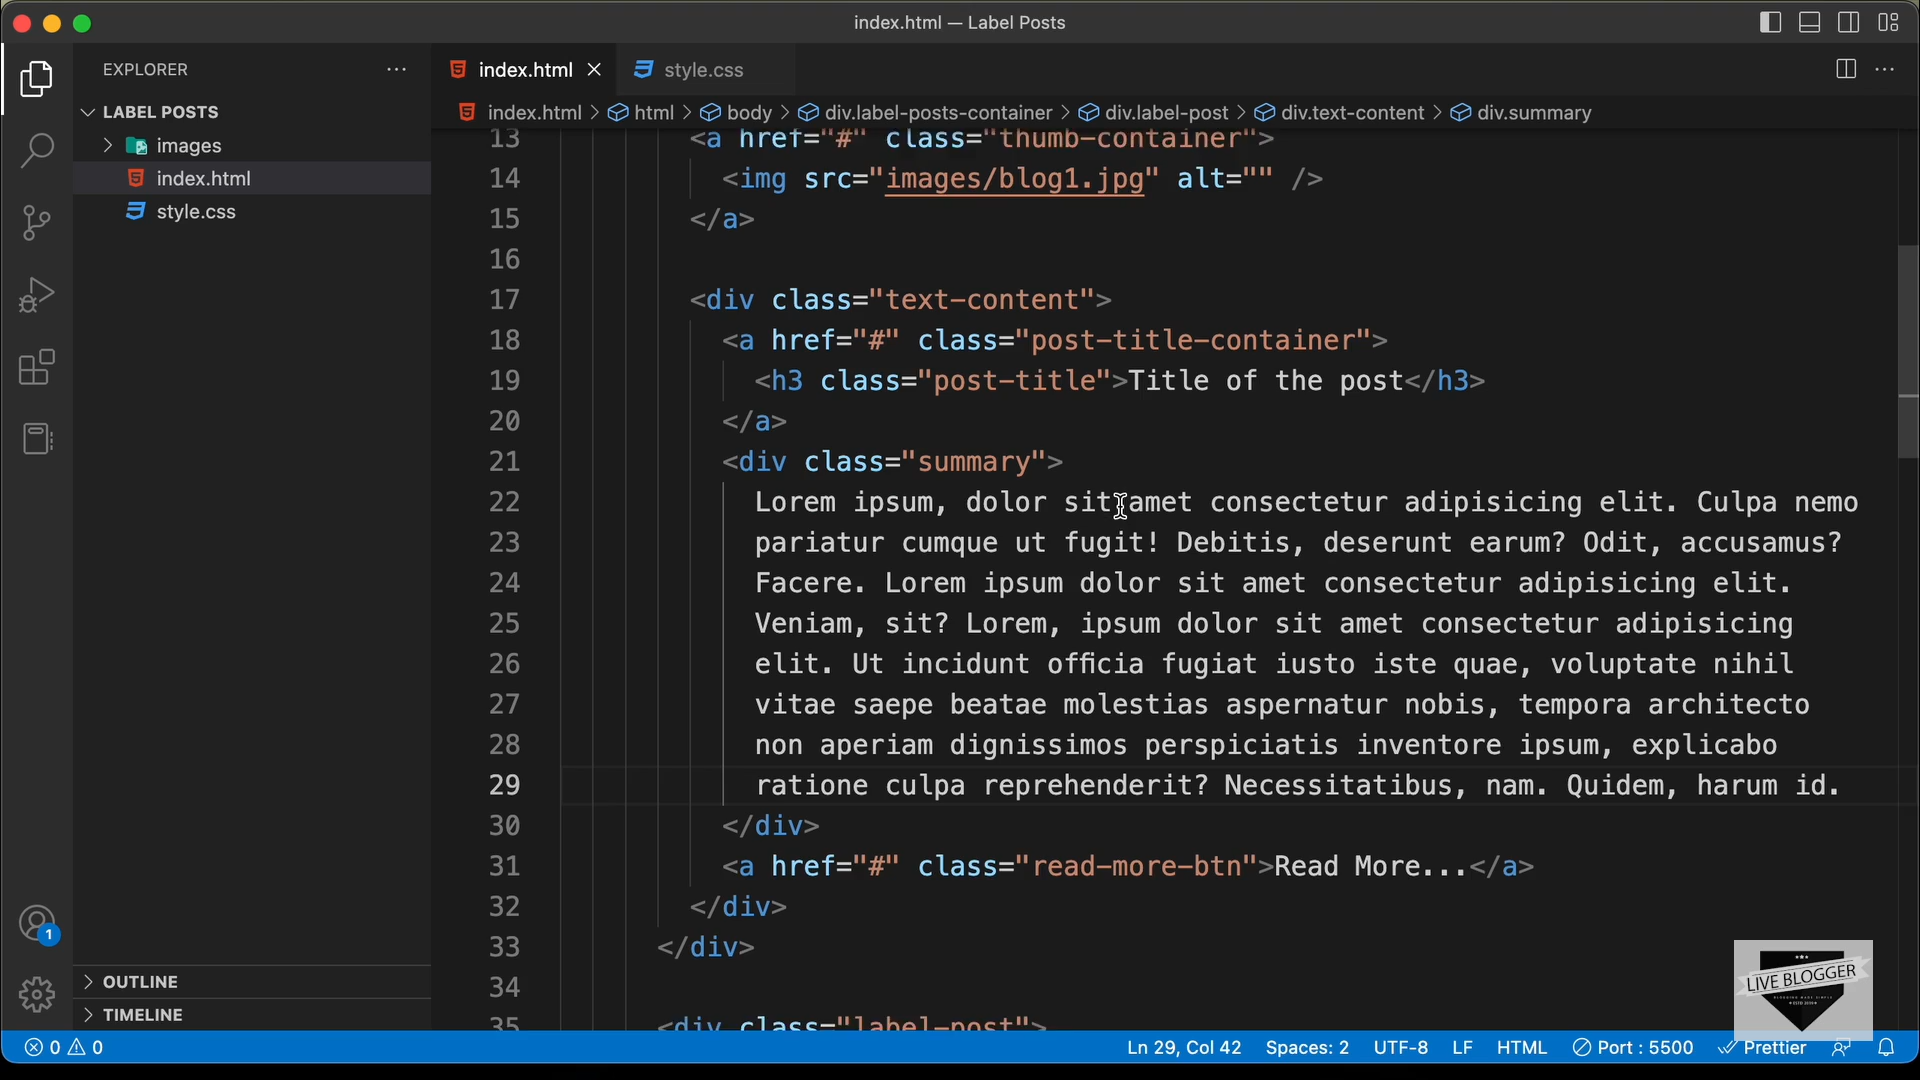 index.html — Label Posts
EXPLORER
LABEL POSTS
images
index.html
style.css
OUTLINE
TIMELINE
index.html
style.css
index.html > html > body > div.label-posts-container > div.label-post > div.text-content > div.summary
13 <a href="#" class="thumb-container">
14 <img src="images/blog1.jpg" alt="" />
15 </a>
16
17 <div class="text-content">
18 <a href="#" class="post-title-container">
19 <h3 class="post-title">Title of the post</h3>
20 </a>
21 <div class="summary">
22 Lorem ipsum, dolor sit amet consectetur adipisicing elit. Culpa nemo
23 pariatur cumque ut fugit! Debitis, deserunt earum? Odit, accusamus?
24 Facere. Lorem ipsum dolor sit amet consectetur adipisicing elit.
25 Veniam, sit? Lorem, ipsum dolor sit amet consectetur adipisicing
26 elit. Ut incidunt officia fugiat iusto iste quae, voluptate nihil
27 vitae saepe beatae molestias aspernatur nobis, tempora architecto
28 non aperiam dignissimos perspiciatis inventore ipsum, explicabo
29 ratione culpa reprehenderit? Necessitatibus, nam. Quidem, harum id.
30 </div>
31 <a href="#" class="read-more-btn">Read More...</a>
32 </div>
33 </div>
34
35 <div class="label-post">
1
LIVE BLOGGER
0 0
Ln 29, Col 42 Spaces: 2 UTF-8 LF HTML Port : 5500 Prettier